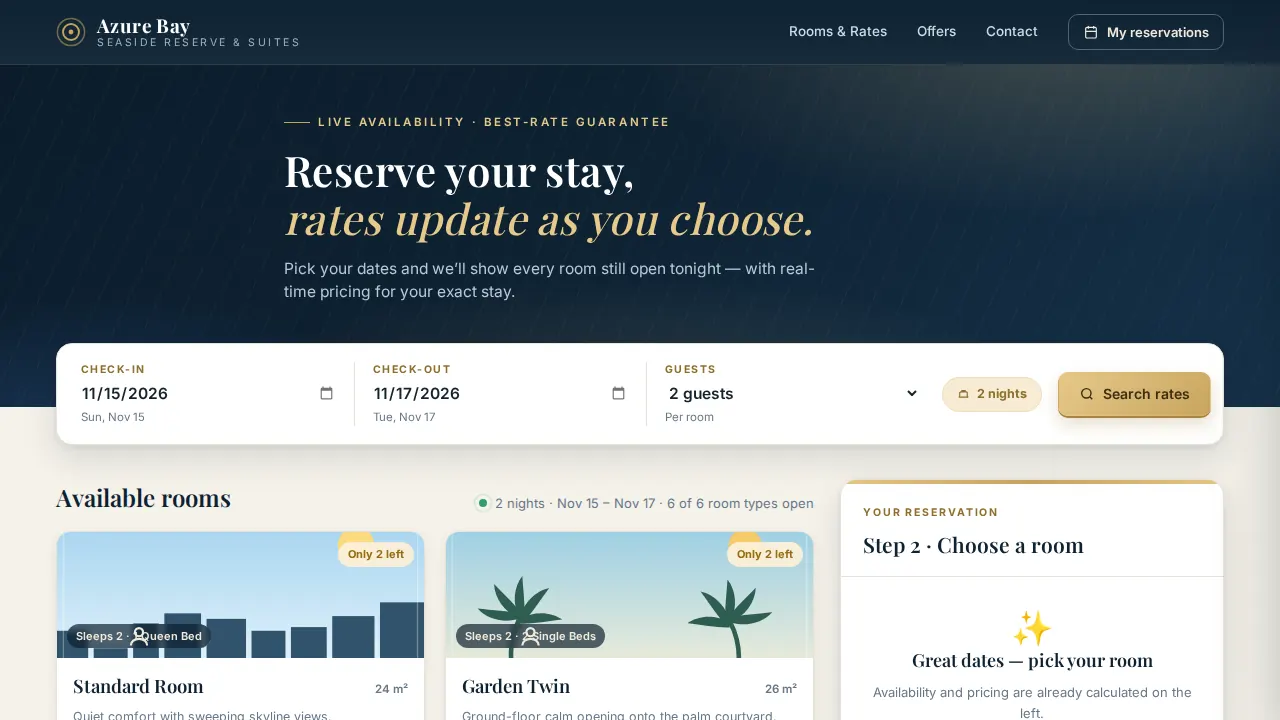 Azure Bay
SEASIDE RESERVE & SUITES
Rooms & Rates
Offers
Contact
My reservations
LIVE AVAILABILITY · BEST-RATE GUARANTEE
Reserve your stay,
rates update as you choose.
Pick your dates and we’ll show every room still open tonight — with real-
time pricing for your exact stay.
CHECK-IN
11/15/2026
Sun, Nov 15
CHECK-OUT
11/17/2026
Tue, Nov 17
GUESTS
2 guests
Per room
2 nights
Search rates
Available rooms
2 nights · Nov 15 – Nov 17 · 6 of 6 room types open
Only 2 left
Sleeps 2 · Queen Bed
Standard Room
24 m²
Quiet comfort with sweeping skyline views.
Only 2 left
Sleeps 2 · Single Beds
Garden Twin
26 m²
Ground-floor calm opening onto the palm courtyard.
YOUR RESERVATION
Step 2 · Choose a room
Great dates — pick your room
Availability and pricing are already calculated on the
left.